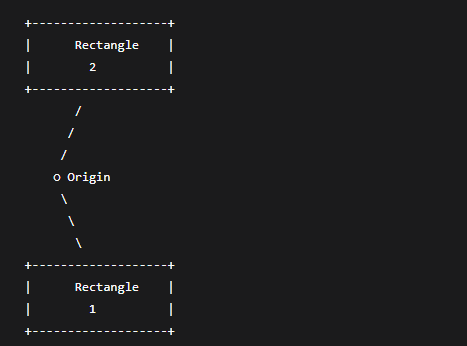 +-------------------+
|      Rectangle    |
|        2          |
+-------------------+
       /
      /
     /
    o Origin
     \
      \
       \
+-------------------+
|      Rectangle    |
|        1          |
+-------------------+